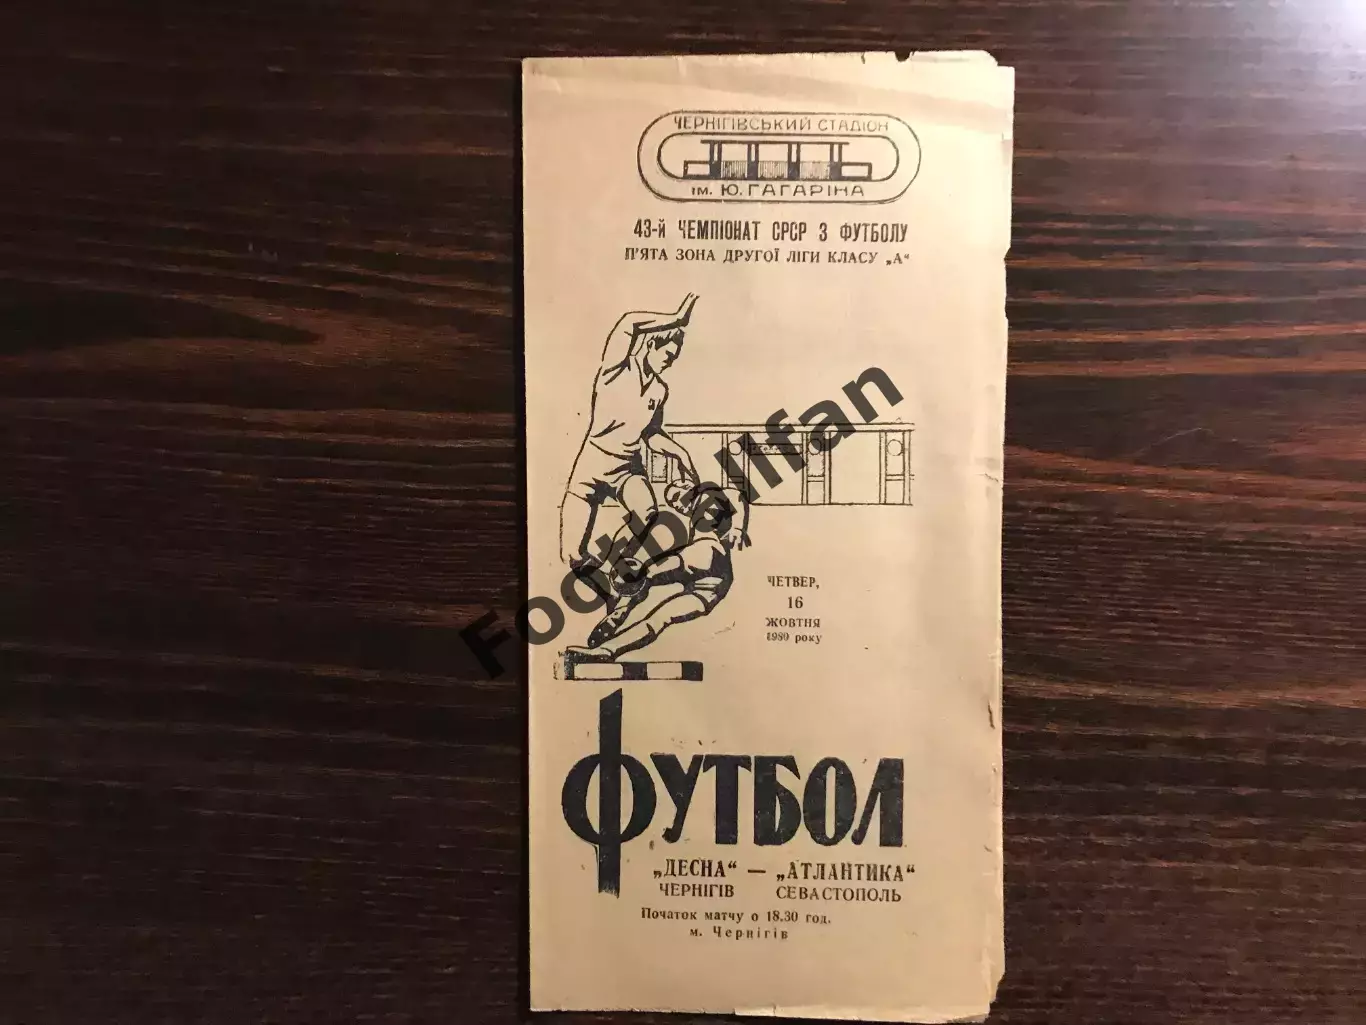 ЧЕРНІГІВСЬКИЙ СТАДІОН
ім. Ю. ГАГАРІНА
43-й ЧЕМПІОНАТ СРСР З ФУТБОЛУ
П'ЯТА ЗОНА ДРУГОЇ ЛІГИ КЛАСУ „А“
Footballfan
ЧЕТВЕР,
16
ЖОВТНЯ
1980 року
ФУТБОЛ
„ДЕСНА“ — „АТЛАНТИКА“
ЧЕРНІГІВ СЕВАСТОПОЛЬ
Початок матчу о 18.30 год.
м. Чернігів